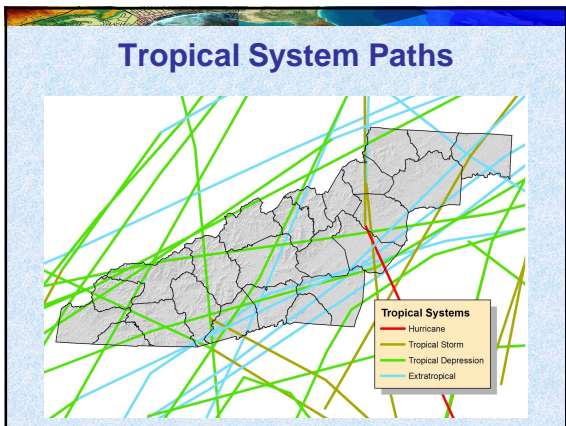 Tropical System Paths
Tropical Systems
Hurricane
Tropical Storm
Tropical Depression
Extratropical